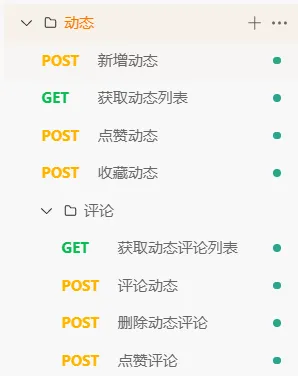 动态
POST 新增动态
GET 获取动态列表
POST 点赞动态
POST 收藏动态
评论
GET 获取动态评论列表
POST 评论动态
POST 删除动态评论
POST 点赞评论